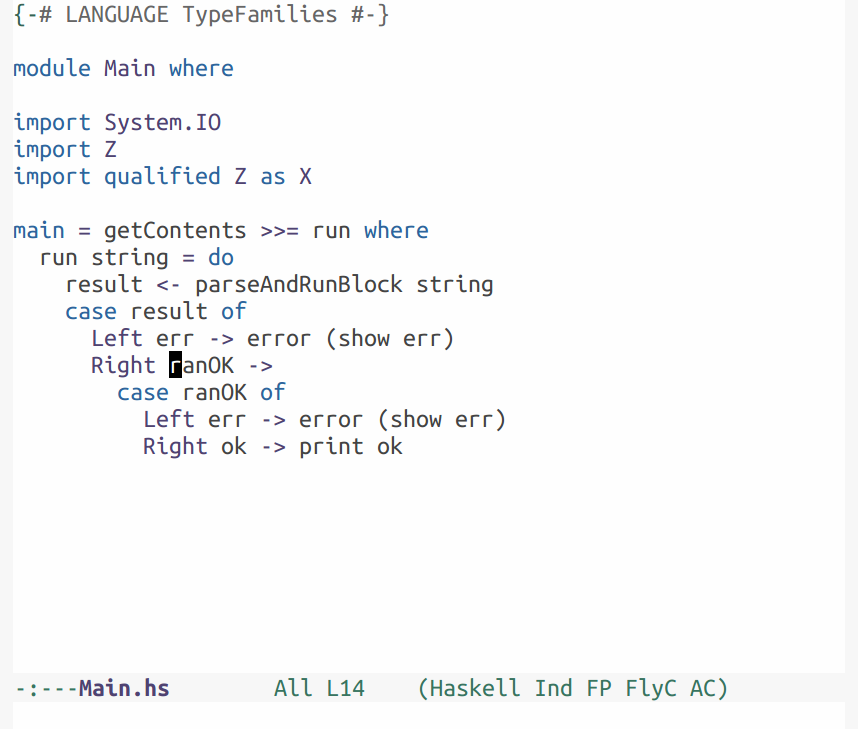 {-# LANGUAGE TypeFamilies #-}
module Main where
import System.IO
import Z
import qualified Z as X
main = getContents >>= run where
  run string = do
    result <- parseAndRunBlock string
    case result of
      Left err -> error (show err)
      Right ranOK ->
        case ranOK of
          Left err -> error (show err)
          Right ok -> print ok
-:---Main.hs        All L14    (Haskell Ind FP FlyC AC)